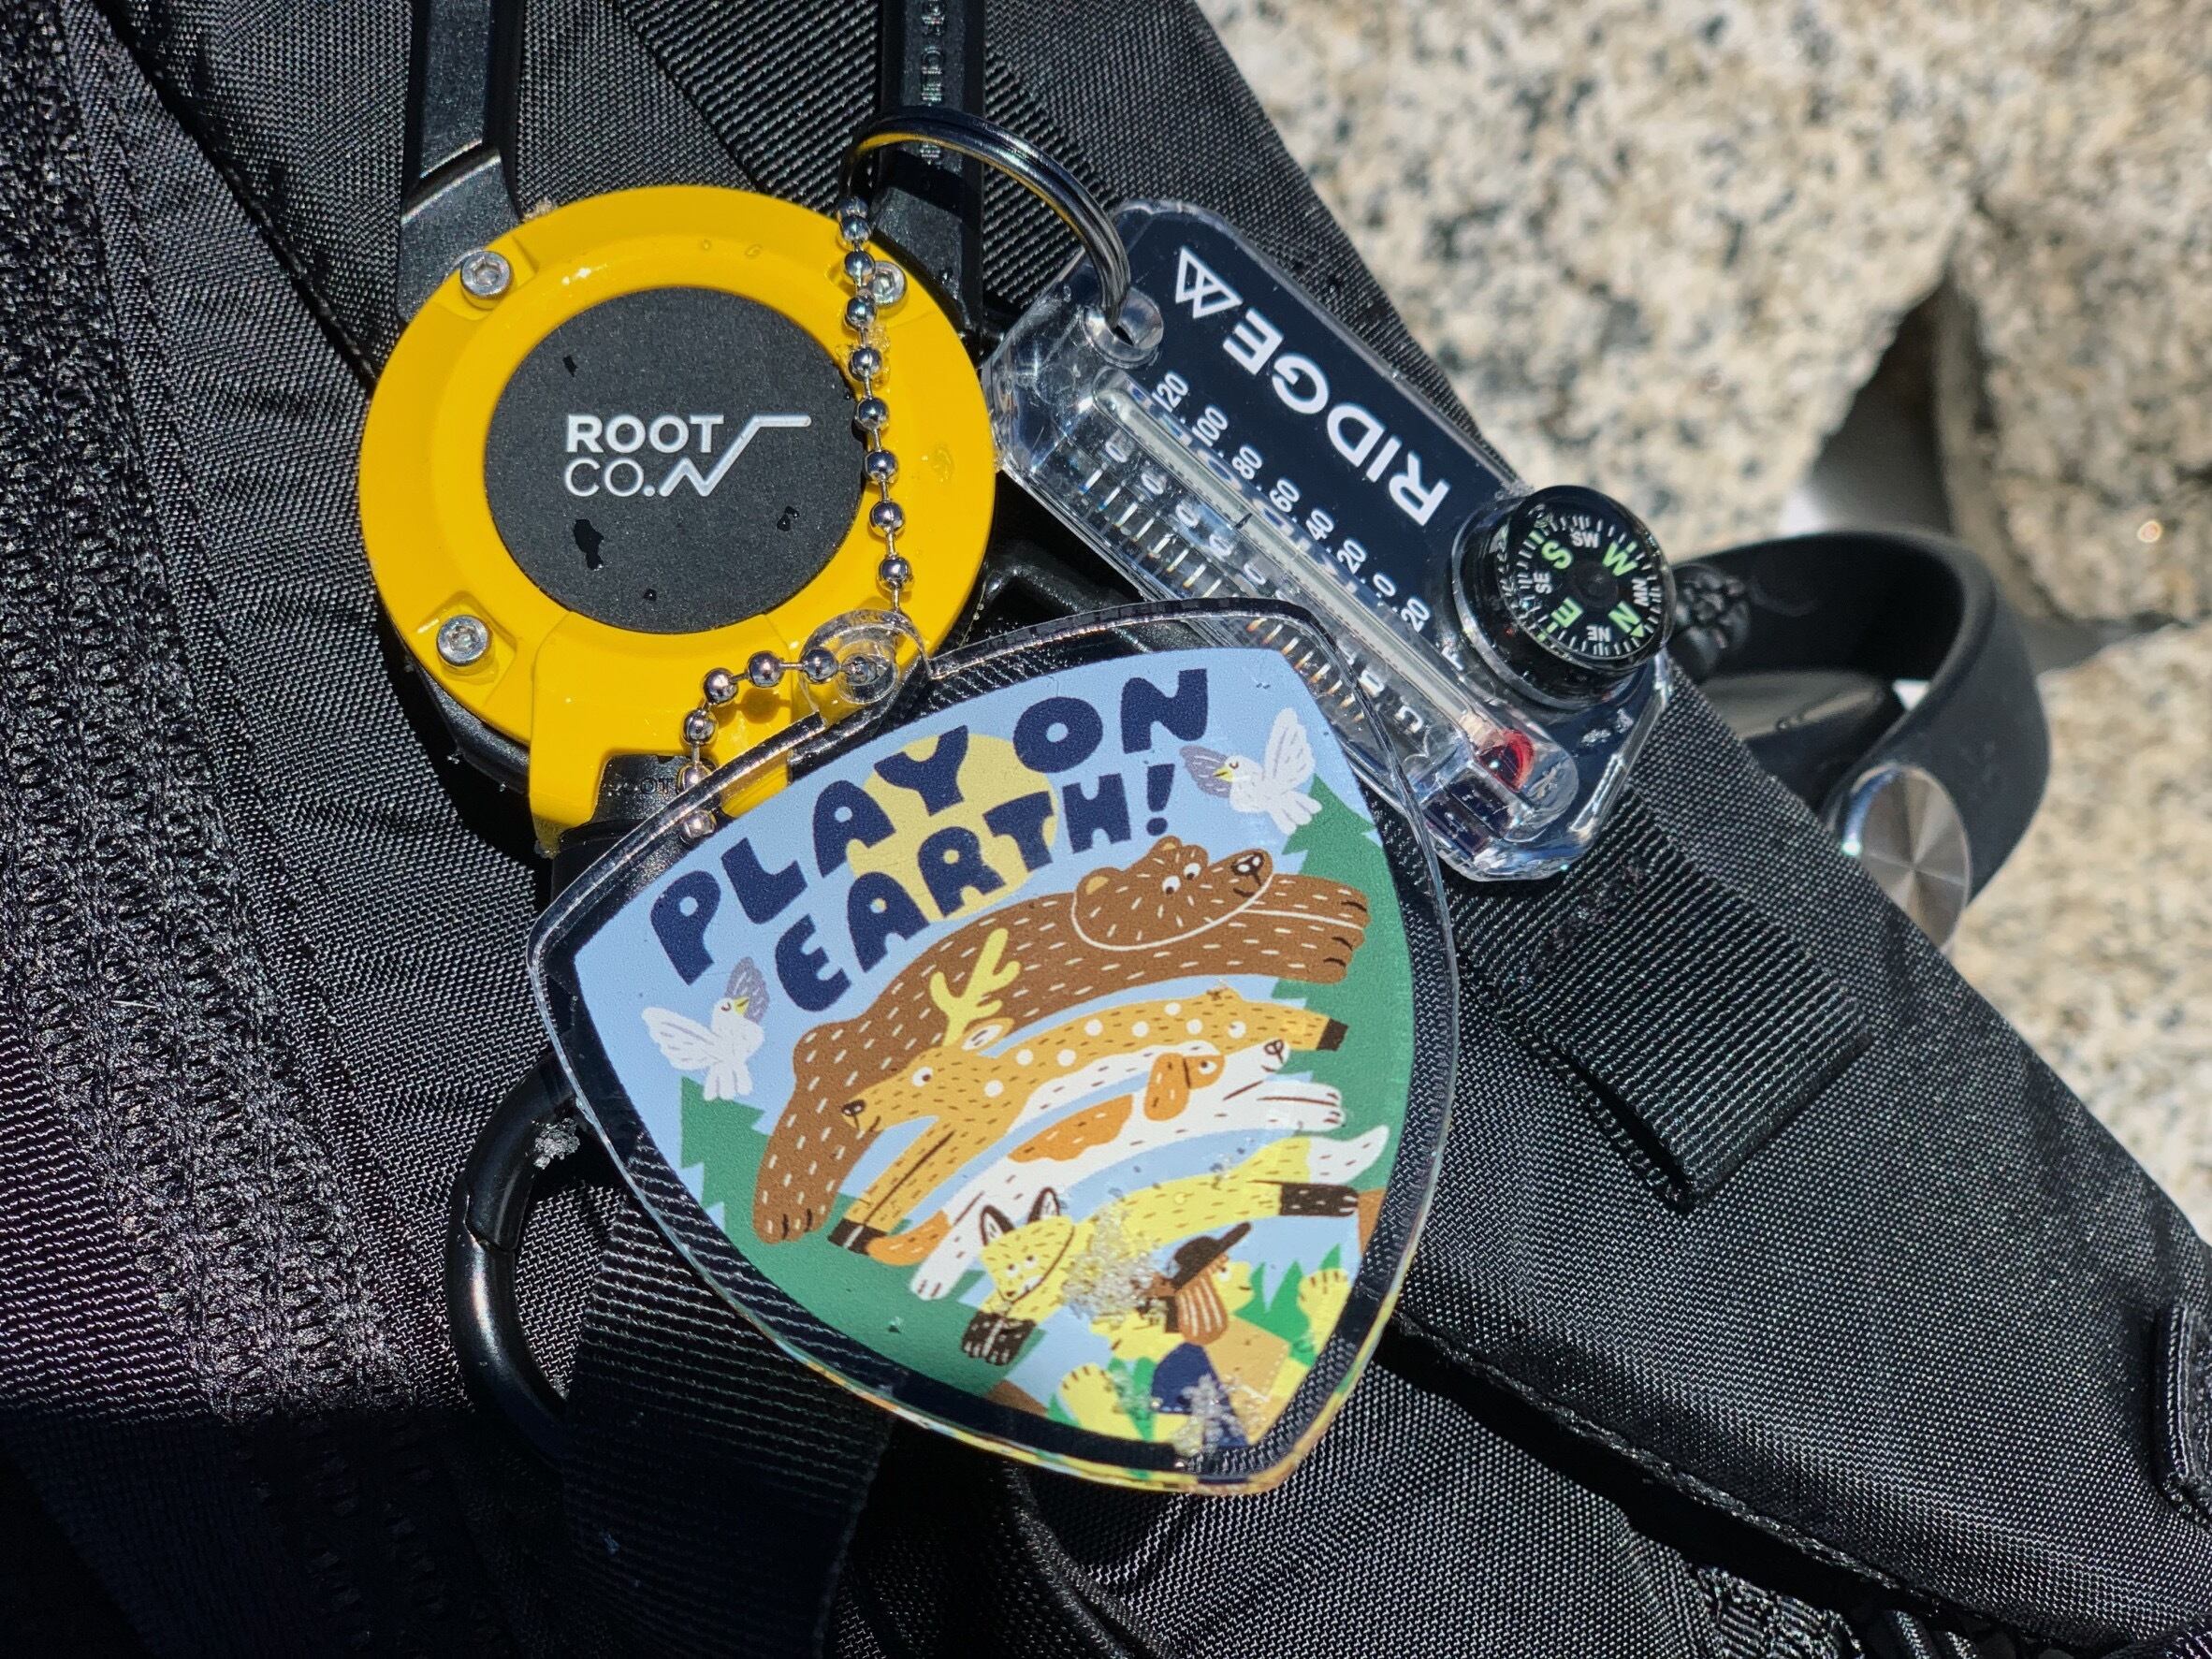 ROOT
CO.
RIDGE
120
100
80
60
40
20
0
20
S
SW
W
NW
N
NE
E
SE
PLAY ON
EARTH!